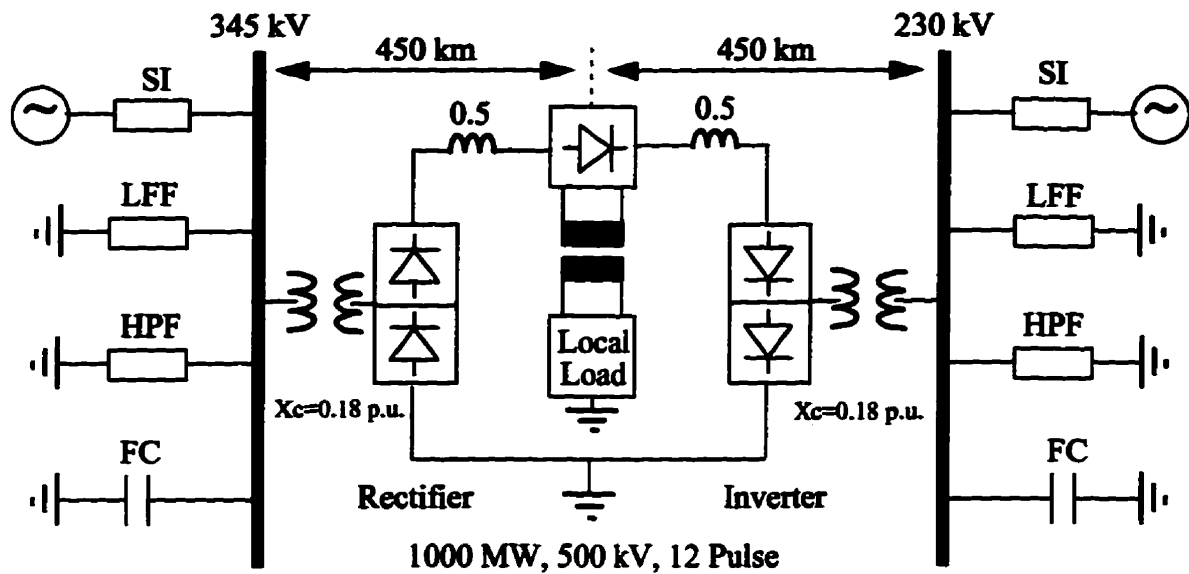 345 kV
230 kV
450 km
450 km
SI
SI
0.5
0.5
LFF
LFF
HPF
HPF
Local
Load
Xc=0.18 p.u.
Xc=0.18 p.u.
FC
FC
Rectifier
Inverter
1000 MW, 500 kV, 12 Pulse